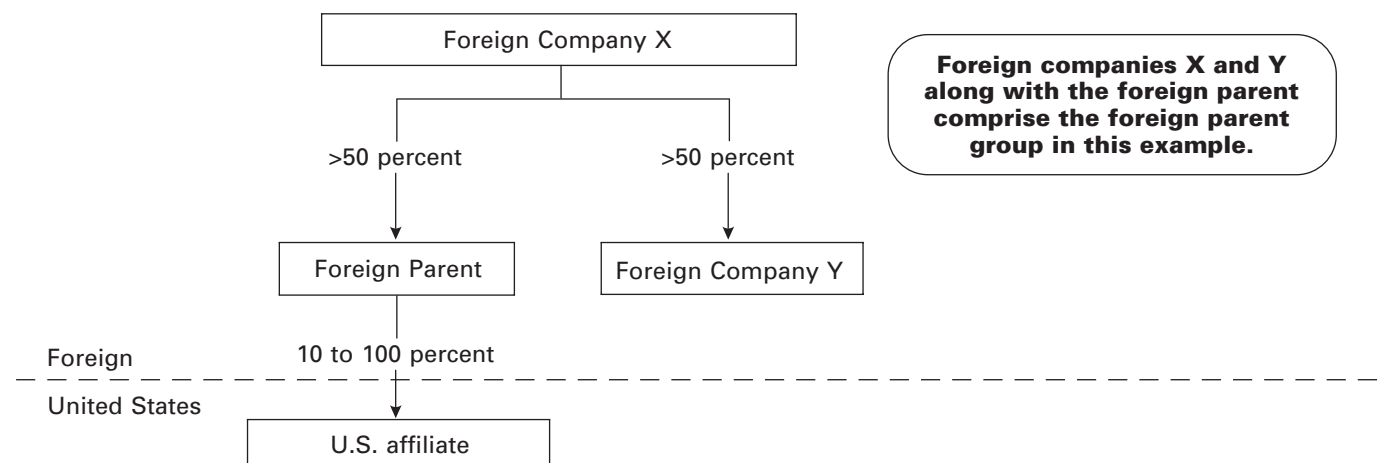 Foreign Company X
Foreign companies X and Y
along with the foreign parent
comprise the foreign parent
group in this example.
>50 percent
>50 percent
Foreign Parent
Foreign Company Y
10 to 100 percent
Foreign
United States
U.S. affiliate